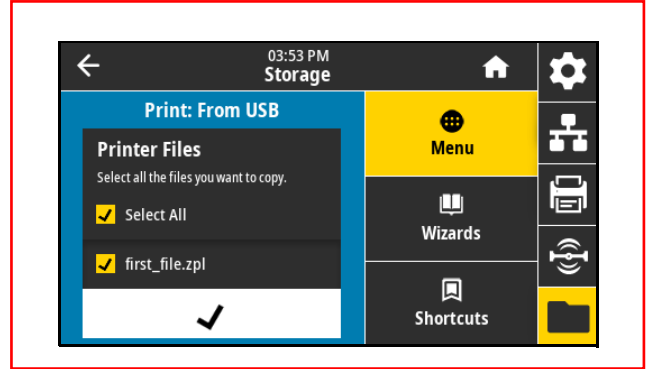 03:53 PM
Storage
Print: From USB
Printer Files
Select all the files you want to copy.
Select All
first_file.zpl
Menu
Wizards
Shortcuts